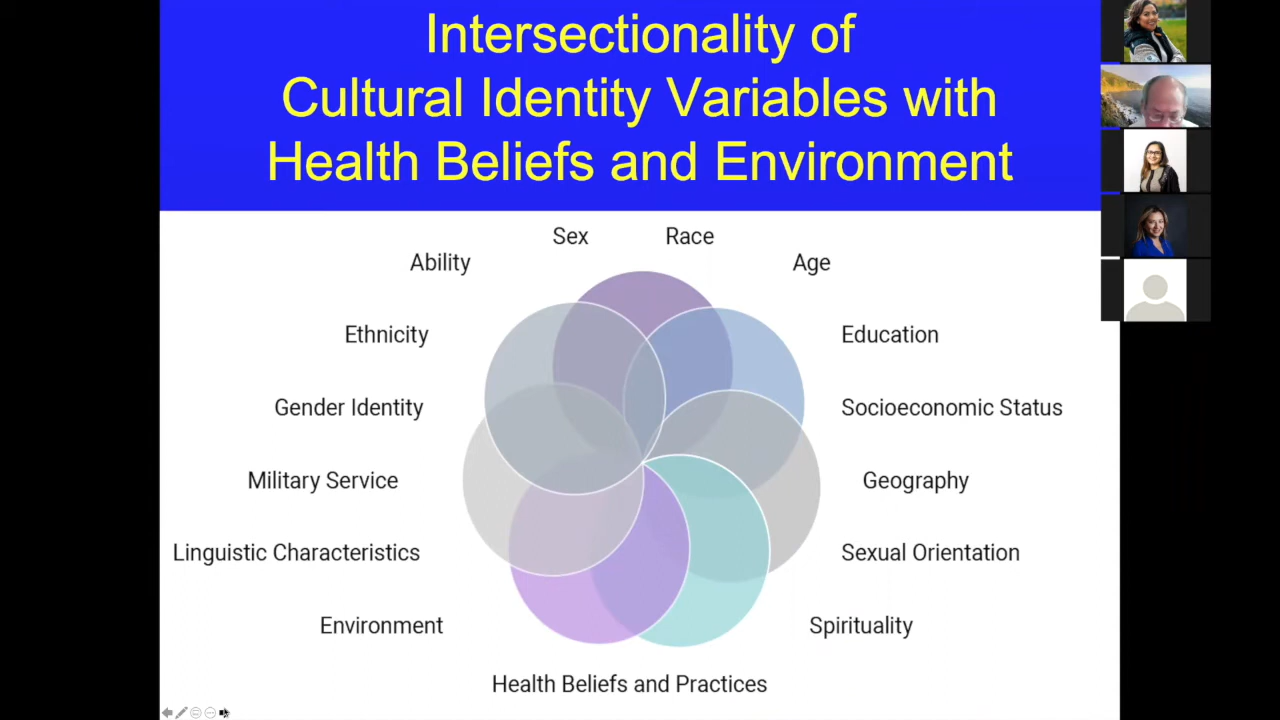 Intersectionality of
Cultural Identity Variables with
Health Beliefs and Environment
Sex
Race
Ability
Age
Ethnicity
Education
Gender Identity
Socioeconomic Status
Military Service
Geography
Linguistic Characteristics
Sexual Orientation
Environment
Spirituality
Health Beliefs and Practices